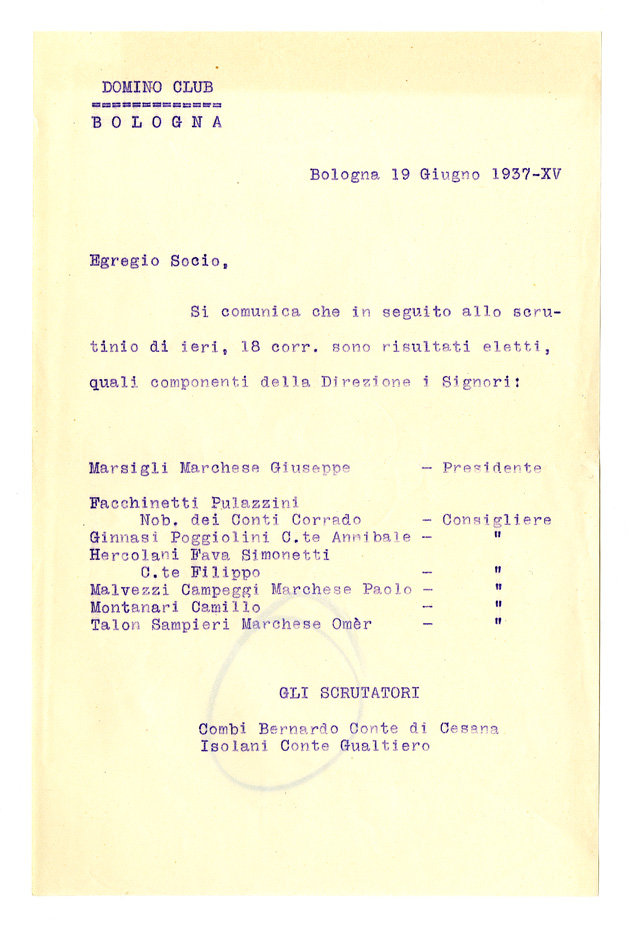 DOMINO CLUB
=============
B O L O G N A
Bologna 19 Giugno 1937-XV
Egregio Socio,
Si comunica che in seguito allo scru-
tinio di ieri, 18 corr. sono risultati eletti,
quali componenti della Direzione i Signori:
Marsigli Marchese Giuseppe - Presidente
Facchinetti Pulazzini
Nob. dei Conti Corrado - Consigliere
Ginnasi Poggiolini C.te Annibale - "
Hercolani Fava Simonetti
C.te Filippo - "
Malvezzi Campeggi Marchese Paolo - "
Montanari Camillo - "
Talon Sampieri Marchese Omèr - "
GLI SCRUTATORI
Combi Bernardo Conte di Cesana
Isolani Conte Gualtiero